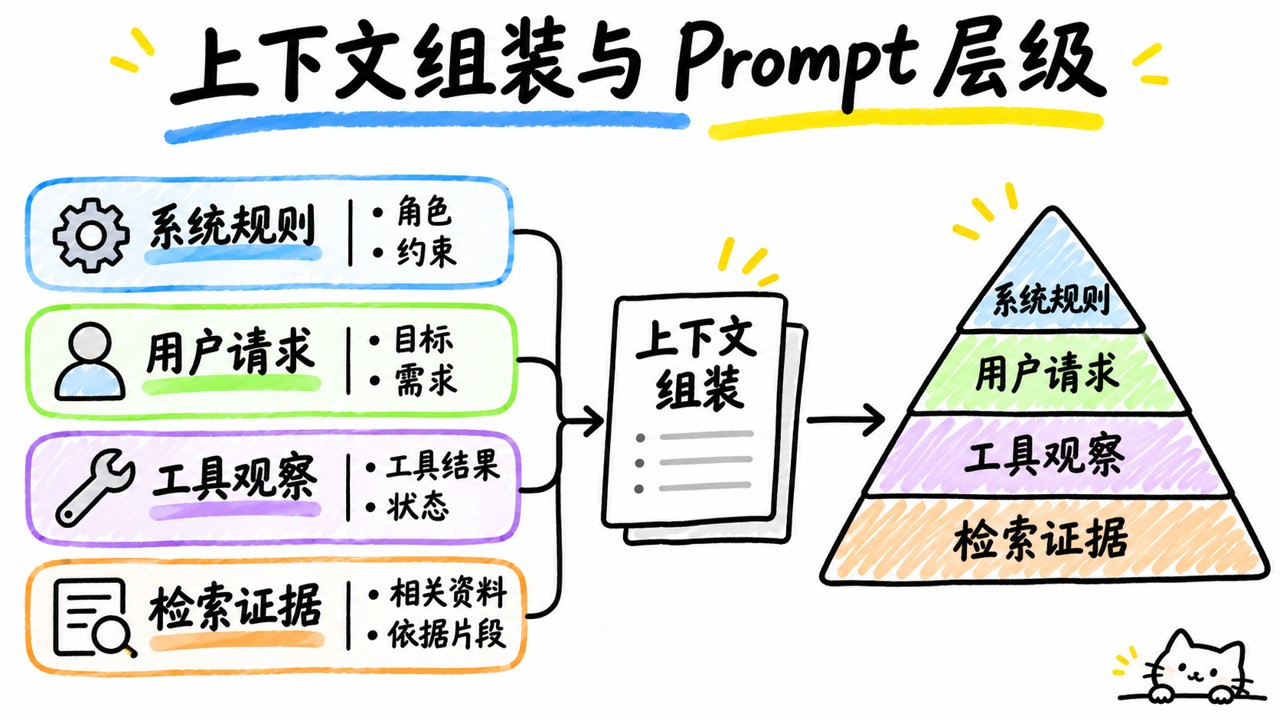 上下文组装与 Prompt 层级
系统规则
• 角色
• 约束
用户请求
• 目标
• 需求
工具观察
• 工具结果
• 状态
检索证据
• 相关资料
• 依据片段
上下文
组装
系统规则
用户请求
工具观察
检索证据